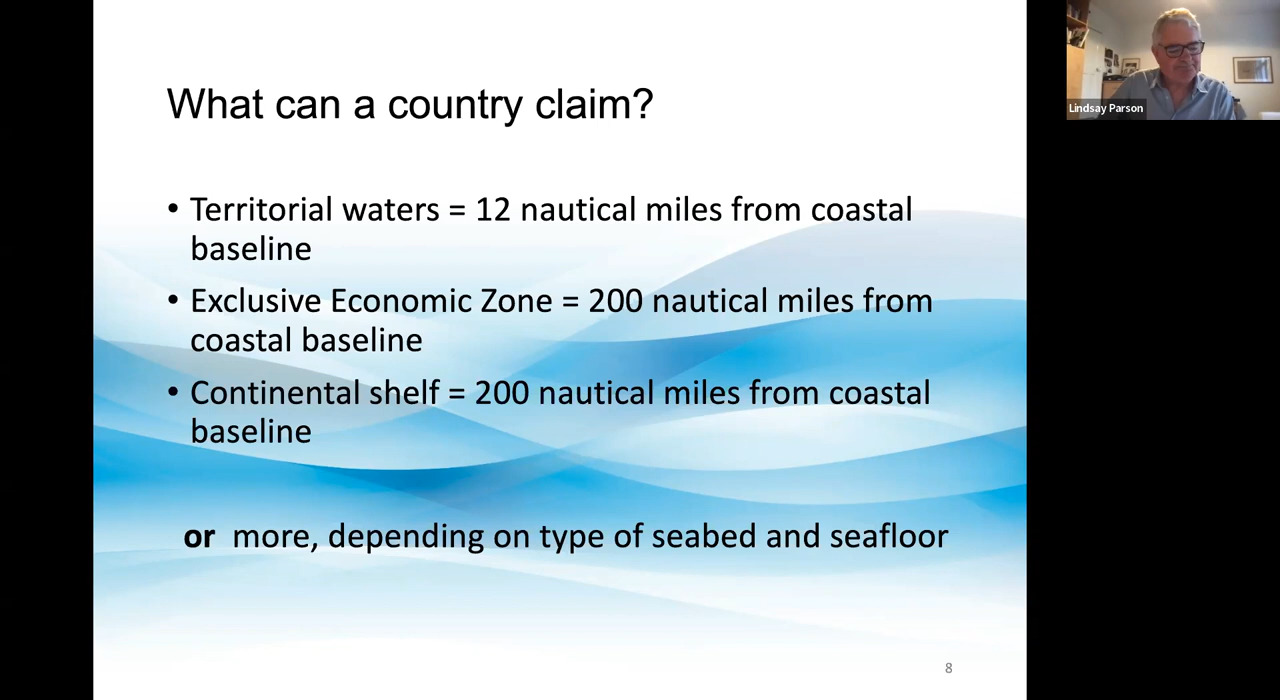 What can a country claim?
• Territorial waters = 12 nautical miles from coastal
baseline
• Exclusive Economic Zone = 200 nautical miles from
coastal baseline
• Continental shelf = 200 nautical miles from coastal
baseline
or more, depending on type of seabed and seafloor
8
Lindsay Parson